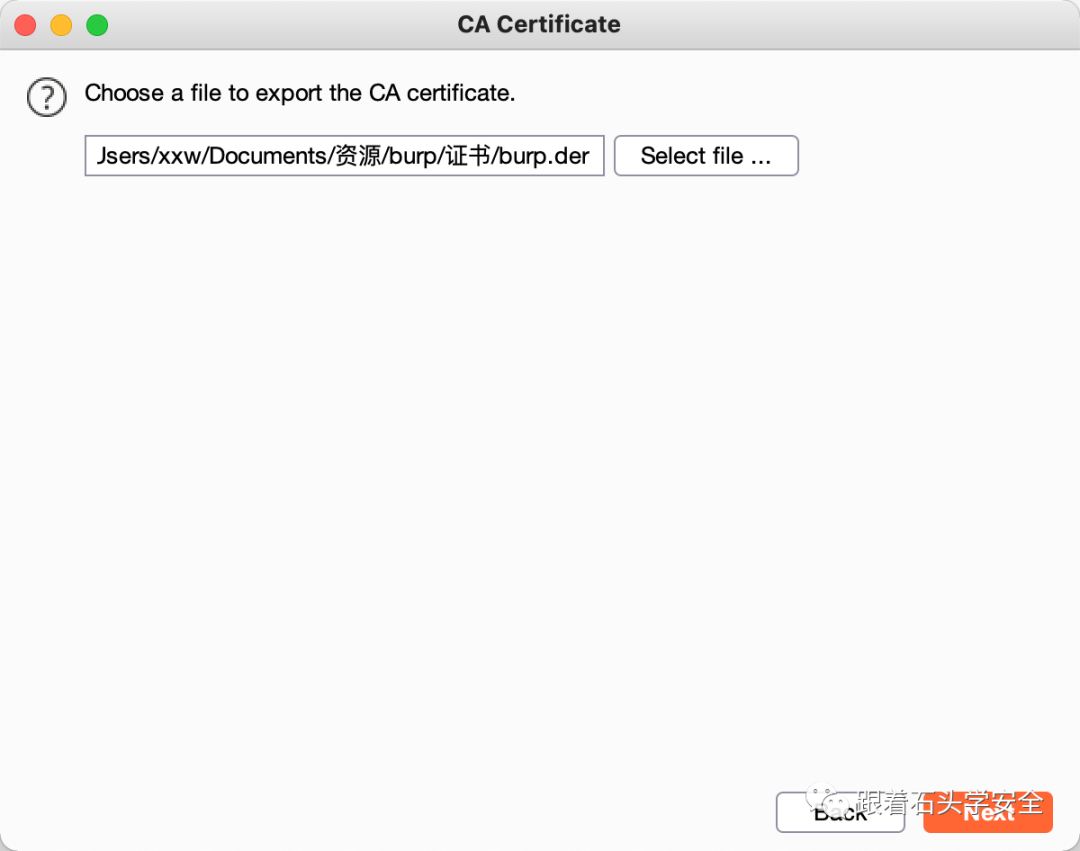 CA Certificate
? Choose a file to export the CA certificate.
Jsers/xxw/Documents/资源/burp/证书/burp.der Select file ...
Back Next
跟着石头学安全